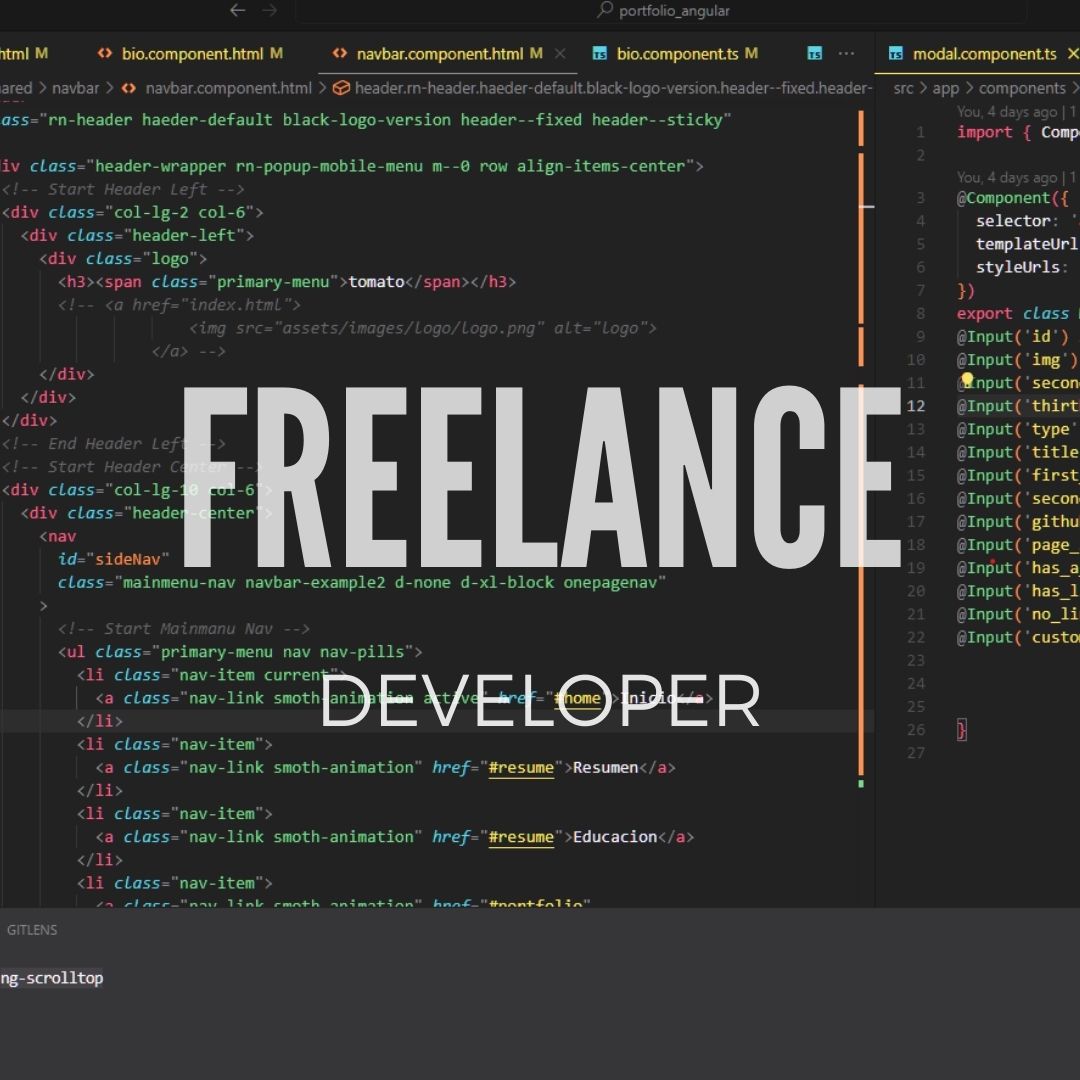 portfolio_angular
html M
bio.component.html M
navbar.component.html M
bio.component.ts M
modal.component.ts
ared > navbar > navbar.component.html > header.rn-header.haeder-default.black-logo-version.header--fixed.header-
ass="rn-header haeder-default black-logo-version header--fixed header--sticky"
iv class="header-wrapper rn-popup-mobile-menu m--0 row align-items-center">
<!-- Start Header Left -->
<div class="col-lg-2 col-6">
<div class="header-left">
<div class="logo">
<h3><span class="primary-menu">tomato</span></h3>
<!-- <a href="index.html">
<img src="assets/images/logo/logo.png" alt="logo">
</a> -->
</div>
</div>
</div>
<!-- End Header Left -->
<!-- Start Header Center -->
<div class="col-lg-10 col-6">
<div class="header-center">
<nav
id="sideNav"
class="mainmenu-nav navbar-example2 d-none d-xl-block onepagenav"
>
<!-- Start Mainmanu Nav -->
<ul class="primary-menu nav nav-pills">
<li class="nav-item current">
<a class="nav-link smoth-animation active" href="#home">Inicio</a>
</li>
<li class="nav-item">
<a class="nav-link smoth-animation" href="#resume">Resumen</a>
</li>
<li class="nav-item">
<a class="nav-link smoth-animation" href="#resume">Educacion</a>
</li>
<li class="nav-item">
<a class="nav-link smoth-animation" href="#portfolio"
FREELANCE
DEVELOPER
src > app > components >
You, 4 days ago | 1
1 import { Comp
2
You, 4 days ago | 1
3 @Component({
4 selector: '
5 templateUrl
6 styleUrls:
7 })
8 export class
9 @Input('id')
10 @Input('img')
11 @Input('secon
12 @Input('thirt
13 @Input('type'
14 @Input('title
15 @Input('first_
16 @Input('secon
17 @Input('githu
18 @Input('page_
19 @Input('has_a
20 @Input('has_l
21 @Input('no_li
22 @Input('custo
23
24
25
26 }
27
GITLENS
ng-scrolltop